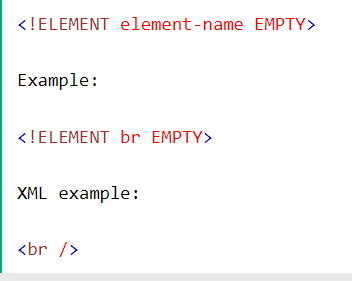 <!ELEMENT element-name EMPTY>
Example:
<!ELEMENT br EMPTY>
XML example:
<br />